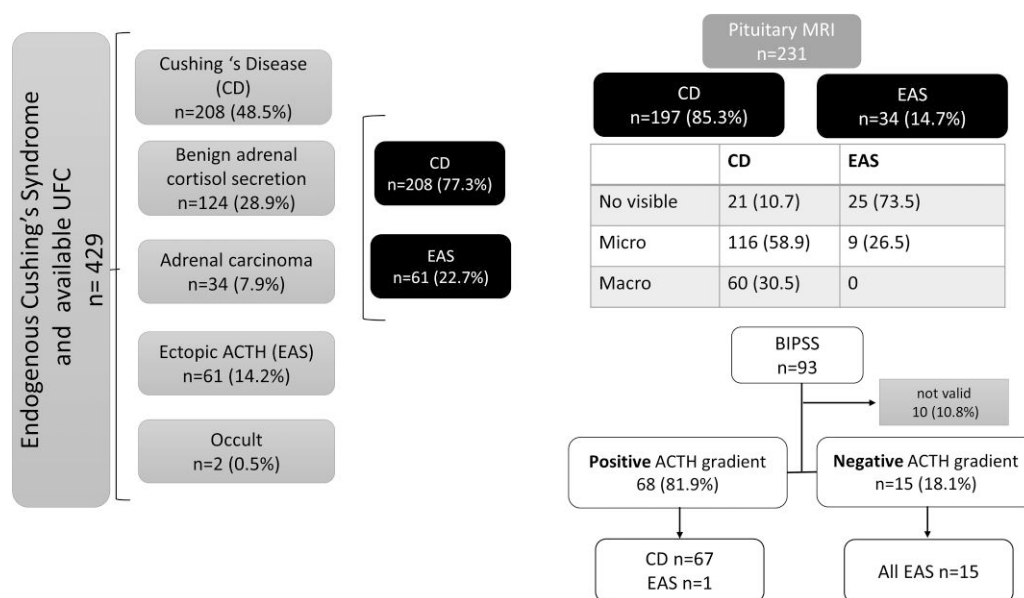 Endogenous Cushing's Syndrome
and available UFC
n= 429
Cushing ‘s Disease
(CD)
n=208 (48.5%)
Benign adrenal
cortisol secretion
n=124 (28.9%)
Adrenal carcinoma
n=34 (7.9%)
Ectopic ACTH (EAS)
n=61 (14.2%)
Occult
n=2 (0.5%)
CD
n=208 (77.3%)
EAS
n=61 (22.7%)
Pituitary MRI
n=231
CD
n=197 (85.3%)
EAS
n=34 (14.7%)
CD EAS
No visible 21 (10.7) 25 (73.5)
Micro 116 (58.9) 9 (26.5)
Macro 60 (30.5) 0
BIPSS
n=93
not valid
10 (10.8%)
Positive ACTH gradient
68 (81.9%)
Negative ACTH gradient
n=15 (18.1%)
CD n=67
EAS n=1
All EAS n=15